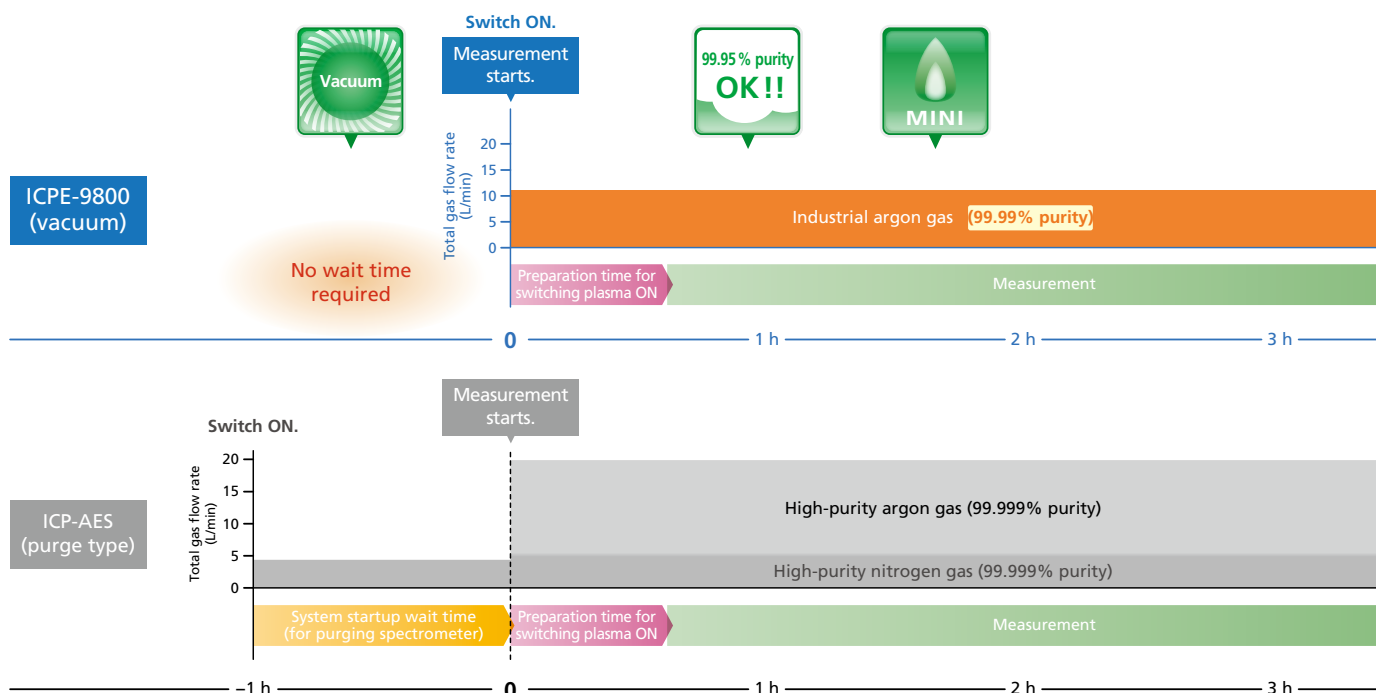 Switch ON.
Measurement
starts.
Vacuum
99.95% purity
OK!!
MINI
ICPE-9800
(vacuum)
Total gas flow rate
(L/min)
20
15
10
5
0
Industrial argon gas (99.99% purity)
No wait time
required
Preparation time for
switching plasma ON
Measurement
0
1 h
2 h
3 h
Measurement
starts.
Switch ON.
ICP-AES
(purge type)
Total gas flow rate
(L/min)
20
15
10
5
0
High-purity argon gas (99.999% purity)
High-purity nitrogen gas (99.999% purity)
System startup wait time
(for purging spectrometer)
Preparation time for
switching plasma ON
Measurement
−1 h
0
1 h
2 h
3 h